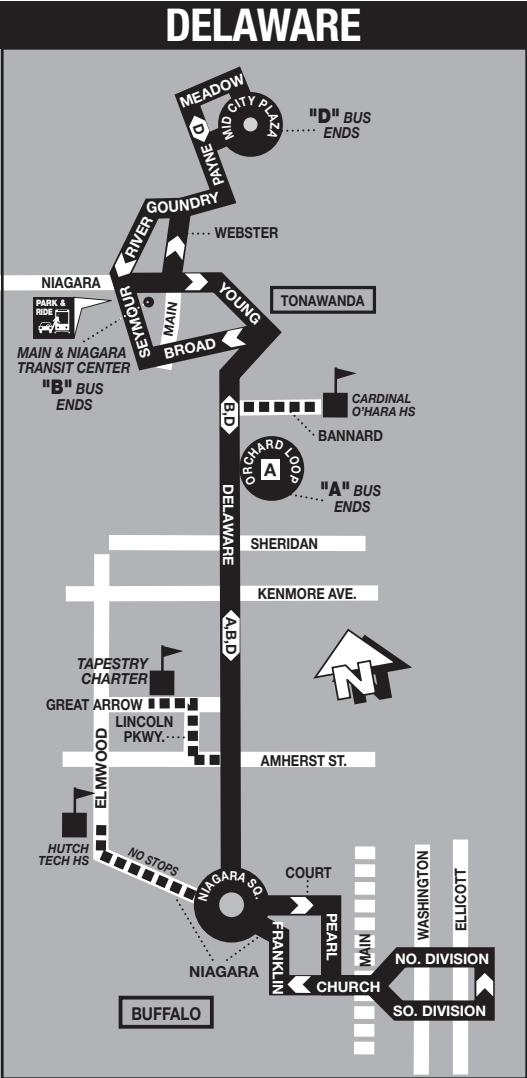 DELAWARE
MEADOW
MID CITY PLAZA
"D" BUS
ENDS
D
PAYNE
GOUNDRY
WEBSTER
RIVER
NIAGARA
YOUNG
PARK &
RIDE
TONAWANDA
SEYMOUR
MAIN
BROAD
MAIN & NIAGARA
TRANSIT CENTER
"B" BUS
ENDS
B,D
CARDINAL
O'HARA HS
BANNARD
ORCHARD LOOP
A
"A" BUS
ENDS
DELAWARE
SHERIDAN
KENMORE AVE.
A,B,D
N
TAPESTRY
CHARTER
GREAT ARROW
LINCOLN
PKWY.
AMHERST ST.
ELMWOOD
HUTCH
TECH HS
NO STOPS
NIAGARA SQ.
COURT
PEARL
FRANKLIN
NIAGARA
CHURCH
MAIN
WASHINGTON
ELLICOTT
NO. DIVISION
SO. DIVISION
BUFFALO